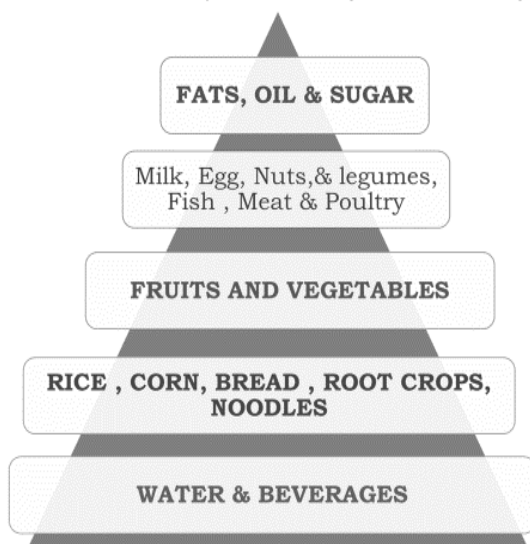 FATS, OIL & SUGAR
Milk, Egg, Nuts,& legumes,
Fish , Meat & Poultry
FRUITS AND VEGETABLES
RICE , CORN, BREAD , ROOT CROPS,
NOODLES
WATER & BEVERAGES